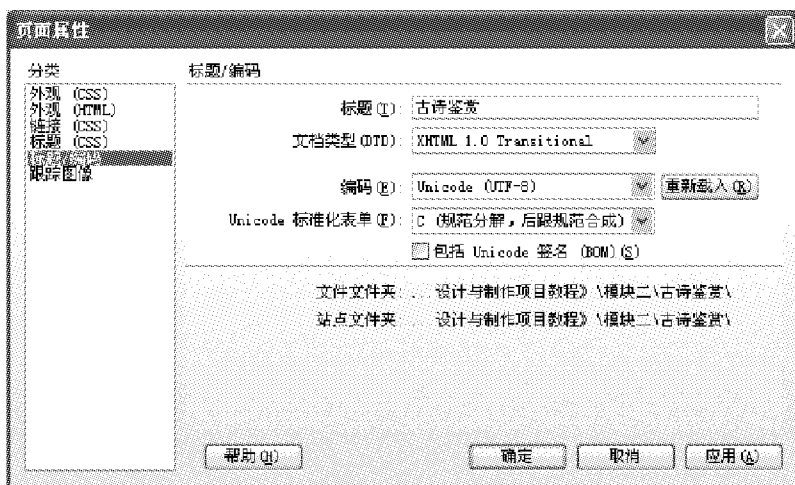 页面属性
分类
外观 (CSS)
外观 (HTML)
链接 (CSS)
标题 (CSS)
标题/编码
跟踪图像
标题/编码
标题(T): 古诗鉴赏
文档类型(DTD): XHTML 1.0 Transitional
编码(E): Unicode (UTF-8) 重新载入(R)
Unicode 标准化表单(F): C (规范分解，后跟规范合成)
包括 Unicode 签名 (BOM)(S)
文件文件夹: ... 设计与制作项目教程》\模块二\古诗鉴赏\
站点文件夹: ... 设计与制作项目教程》\模块二\古诗鉴赏\
帮助(H) 确定 取消 应用(A)